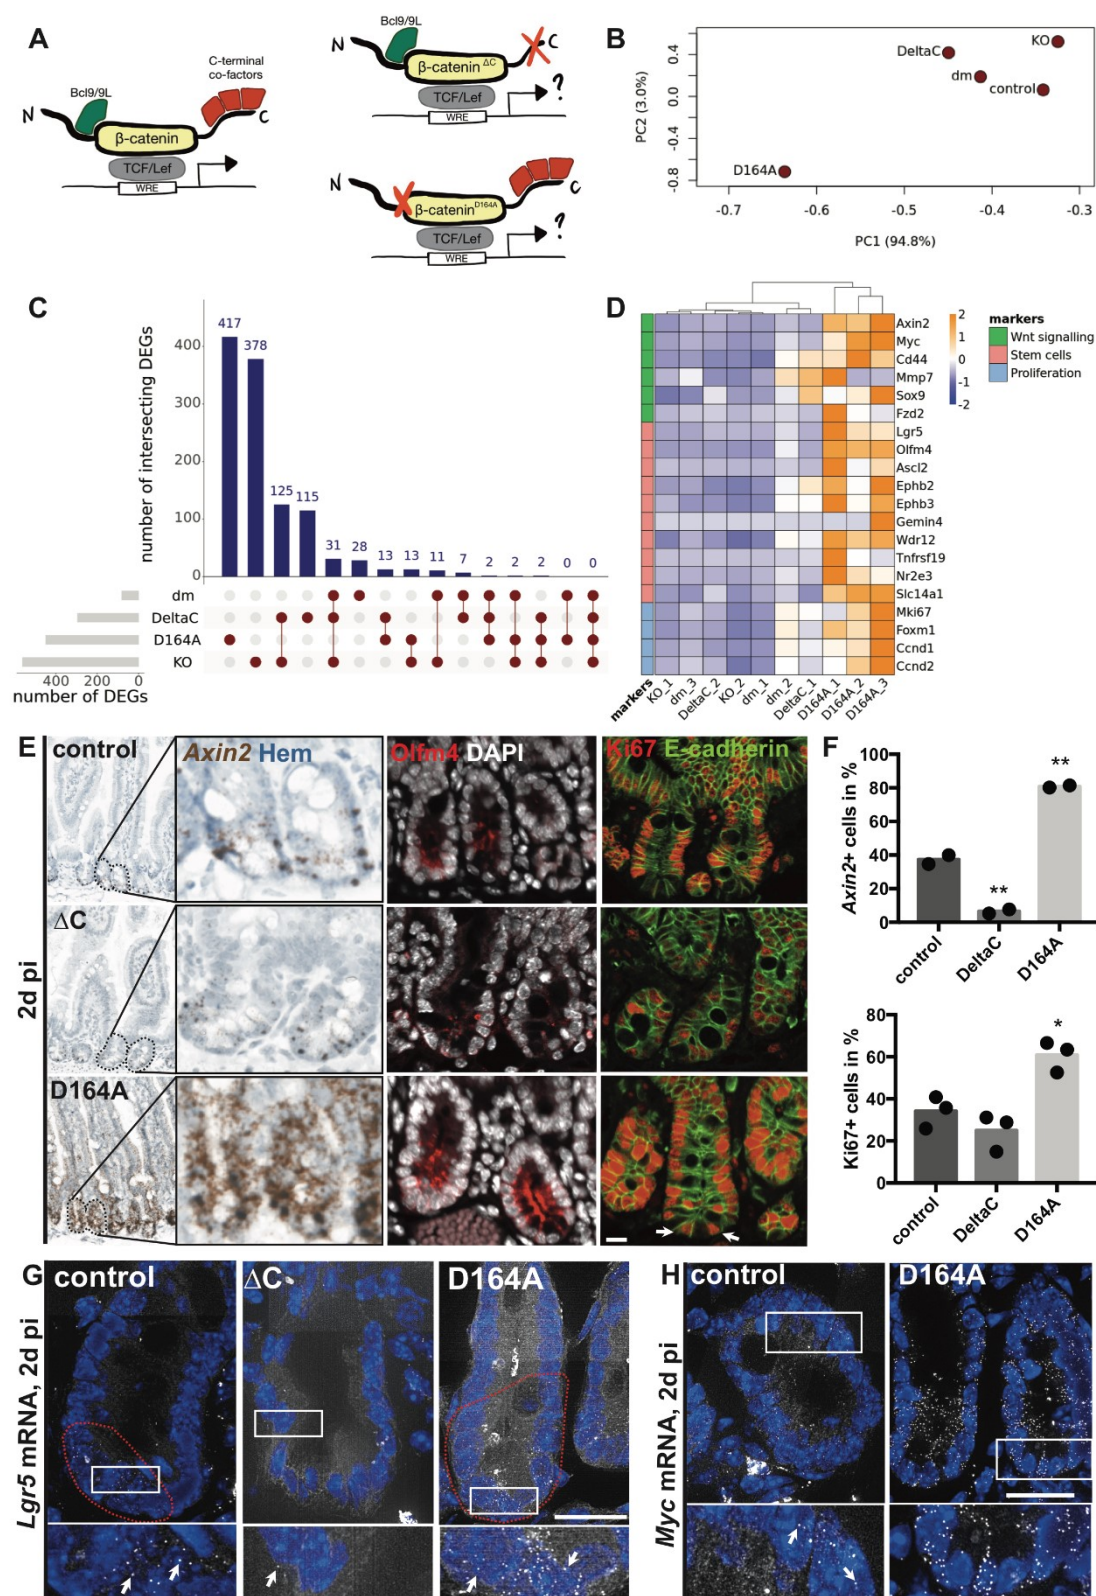 A
Bcl9/9L
C-terminal
co-factors
N
C
β-catenin
TCF/Lef
WRE
Bcl9/9L
N
C
β-catenin ΔC
TCF/Lef
WRE
?
N
C
β-catenin D164A
TCF/Lef
WRE
?
B
PC2 (3.0%)
0.4
0.0
-0.4
-0.8
DeltaC
KO
dm
control
D164A
-0.7
-0.5
-0.4
-0.3
PC1 (94.8%)
C
number of intersecting DEGs
400
300
200
100
0
417
378
125
115
31
28
13
13
11
7
2
2
2
0
0
dm
DeltaC
D164A
KO
400 200 0
number of DEGs
D
Axin2
Myc
Cd44
Mmp7
Sox9
Fzd2
Lgr5
Olfm4
Ascl2
Ephb2
Ephb3
Gemin4
Wdr12
Tnfrsf19
Nr2e3
Slc14a1
Mki67
Foxm1
Ccnd1
Ccnd2
2
1
0
-1
-2
markers
Wnt signalling
Stem cells
Proliferation
markers
KO_1
dm_3
DeltaC_2
KO_2
dm_1
dm_2
DeltaC_1
D164A_1
D164A_2
D164A_3
E
control
Axin2 Hem
Olfm4 DAPI
Ki67 E-cadherin
ΔC
D164A
2d pi
F
Axin2+ cells in %
100
80
60
40
20
0
**
**
control
DeltaC
D164A
Ki67+ cells in %
80
60
40
20
0
*
control
DeltaC
D164A
G
control
ΔC
D164A
Lgr5 mRNA, 2d pi
H
control
D164A
Myc mRNA, 2d pi